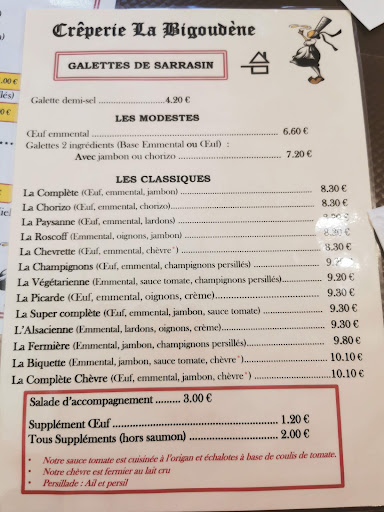 .00 €
lés)
.0 €
Crêperie La Bigoudène
GALETTES DE SARRASIN
Galette demi-sel ........................4.20 €
LES MODESTES
Œuf emmental ................................................ 6.60 €
Galettes 2 ingrédients (Base Emmental ou Œuf) :
Avec jambon ou chorizo ................................ 7.20 €
LES CLASSIQUES
La Complète (Œuf, emmental, jambon) ................................ 8.30 €
La Chorizo (Œuf, emmental, chorizo)................................ 8.30 €
La Paysanne (Œuf, emmental, lardons) ................................
La Roscoff (Emmental, oignons, jambon) ................................ 8.30 €
La Chevrette (Œuf, emmental, chèvre*) ................................ 8.30 €
La Champignons (Œuf, emmental, champignons persillés) ................
La Végétarienne (Emmental, sauce tomate, champignons persillés)................ 9.20 €
La Picarde (Œuf, emmental, oignons, crème)................................ 9.30 €
La Super complète (Œuf, emmental, jambon, sauce tomate) ................ 9.30 €
L'Alsacienne (Emmental, lardons, oignons, crème)................................ 9.30 €
La Fermière (Emmental, jambon, champignons persillés)................................ 9.80 €
La Biquette (Emmental, jambon, sauce tomate, chèvre*)................................ 10.10 €
La Complète Chèvre (Œuf, emmental, jambon, chèvre*) ................................10.10 €
Salade d'accompagnement ......... 3.00 €
Supplément Œuf ................................ 1.20 €
Tous Suppléments (hors saumon) ................ 2.00 €
• Notre sauce tomate est cuisinée à l'origan et échalotes à base de coulis de tomate.
• Notre chèvre est fermier au lait cru
• Persillade : Ail et persil